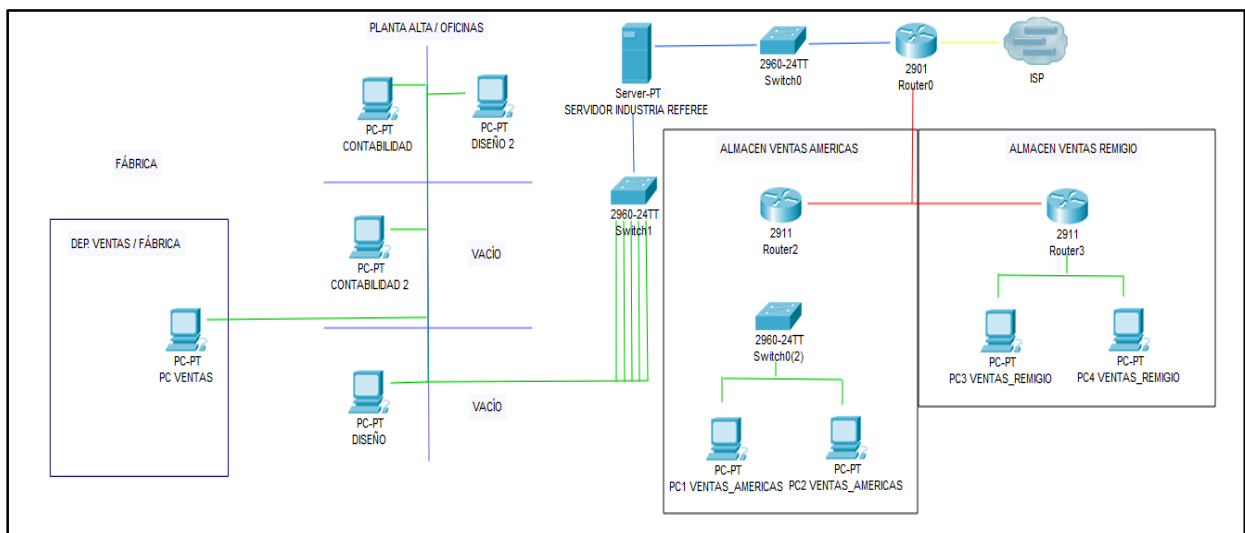 PLANTA ALTA / OFICINAS
PC-PT
CONTABILIDAD
PC-PT
DISEÑO 2
FÁBRICA
DEP. VENTAS / FÁBRICA
PC-PT
CONTABILIDAD 2
VACÍO
PC-PT
PC VENTAS
PC-PT
DISEÑO
VACÍO
Server-PT
SERVIDOR INDUSTRIA REFEREE
2960-24TT
Switch0
2901
Router0
ISP
2960-24TT
Switch1
ALMACEN VENTAS AMERICAS
2911
Router2
2960-24TT
Switch0(2)
PC-PT
PC1 VENTAS_AMERICAS
PC-PT
PC2 VENTAS_AMERICAS
ALMACEN VENTAS REMIGIO
2911
Router3
PC-PT
PC3 VENTAS_REMIGIO
PC-PT
PC4 VENTAS_REMIGIO